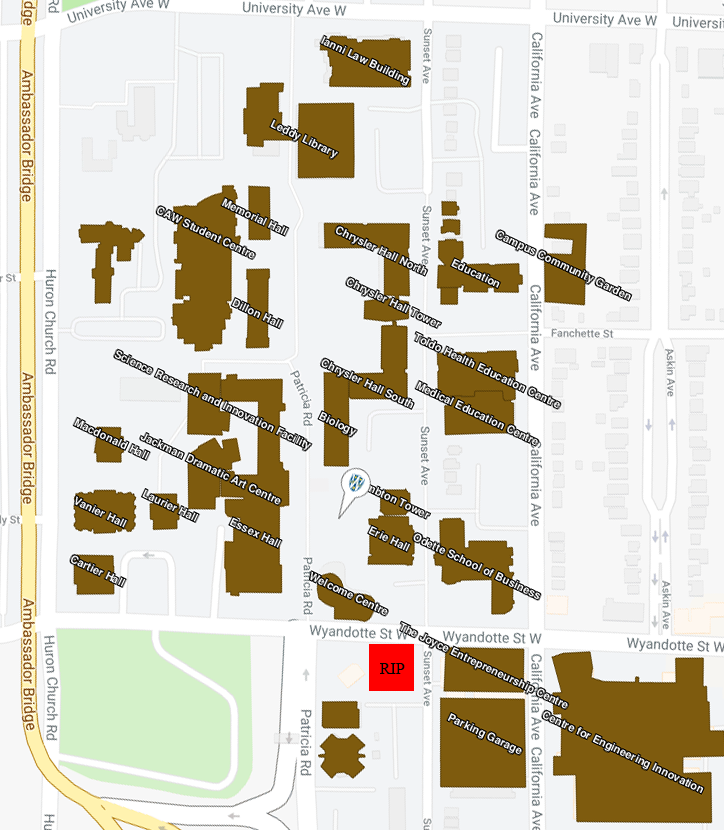 University Ave W
University Ave W
University Ave W
Ianni Law Building
Sunset Ave
California Ave
Ambassador Bridge
Leddy Library
California Ave
Memorial Hall
CAW Student Centre
Sunset Ave
Chrysler Hall North
Education
Campus Community Garden
Huron Church Rd
Chrysler Hall Tower
Dillon Hall
California Ave
Fanchette St
Toldo Health Education Centre
Askin Ave
Science Research and Innovation Facility
Patricia Rd
Chrysler Hall South
Medical Education Centre
Ambassador Bridge
Biology
Macdonald Hall
Jackman Dramatic Art Centre
Sunset Ave
California Ave
Laurier Hall
Vanier Hall
Essex Hall
Erie Hall
Odette School of Business
Cartier Hall
Patricia Rd
Welcome Centre
Askin Ave
Ambassador Bridge
Wyandotte St W
Wyandotte St W
Wyandotte St W
The Joyce Entrepreneurship Centre
RIP
Sunset Ave
California Ave
Huron Church Rd
Patricia Rd
Parking Garage
Centre for Engineering Innovation
California Ave